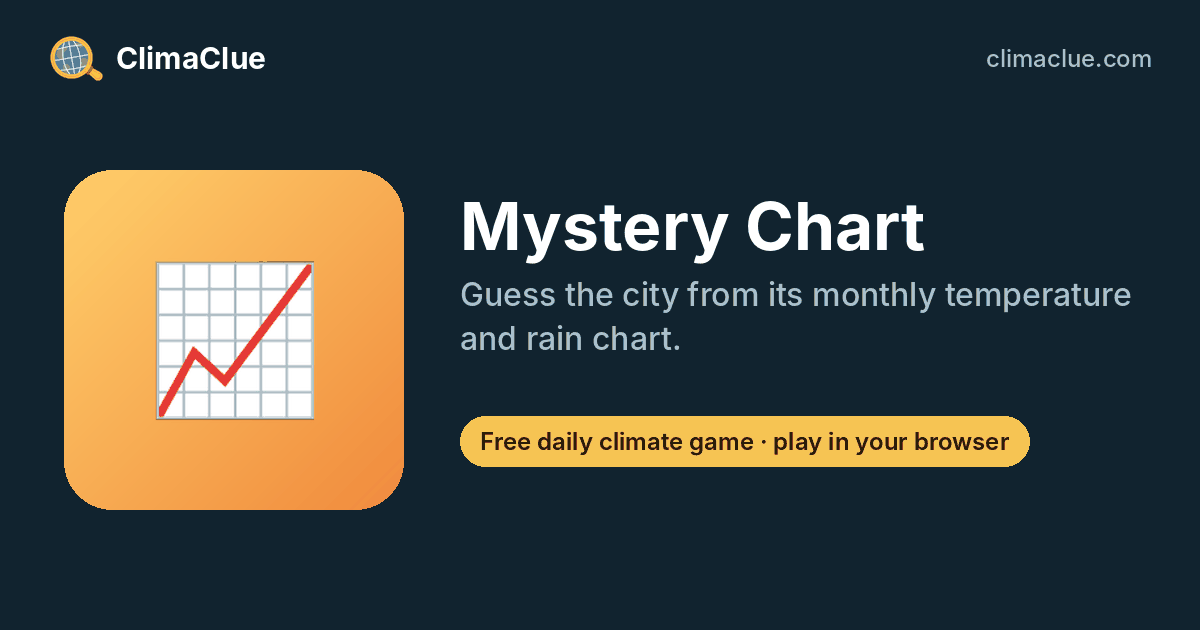 ClimaClue
climaclue.com
Mystery Chart
Guess the city from its monthly temperature
and rain chart.
Free daily climate game · play in your browser